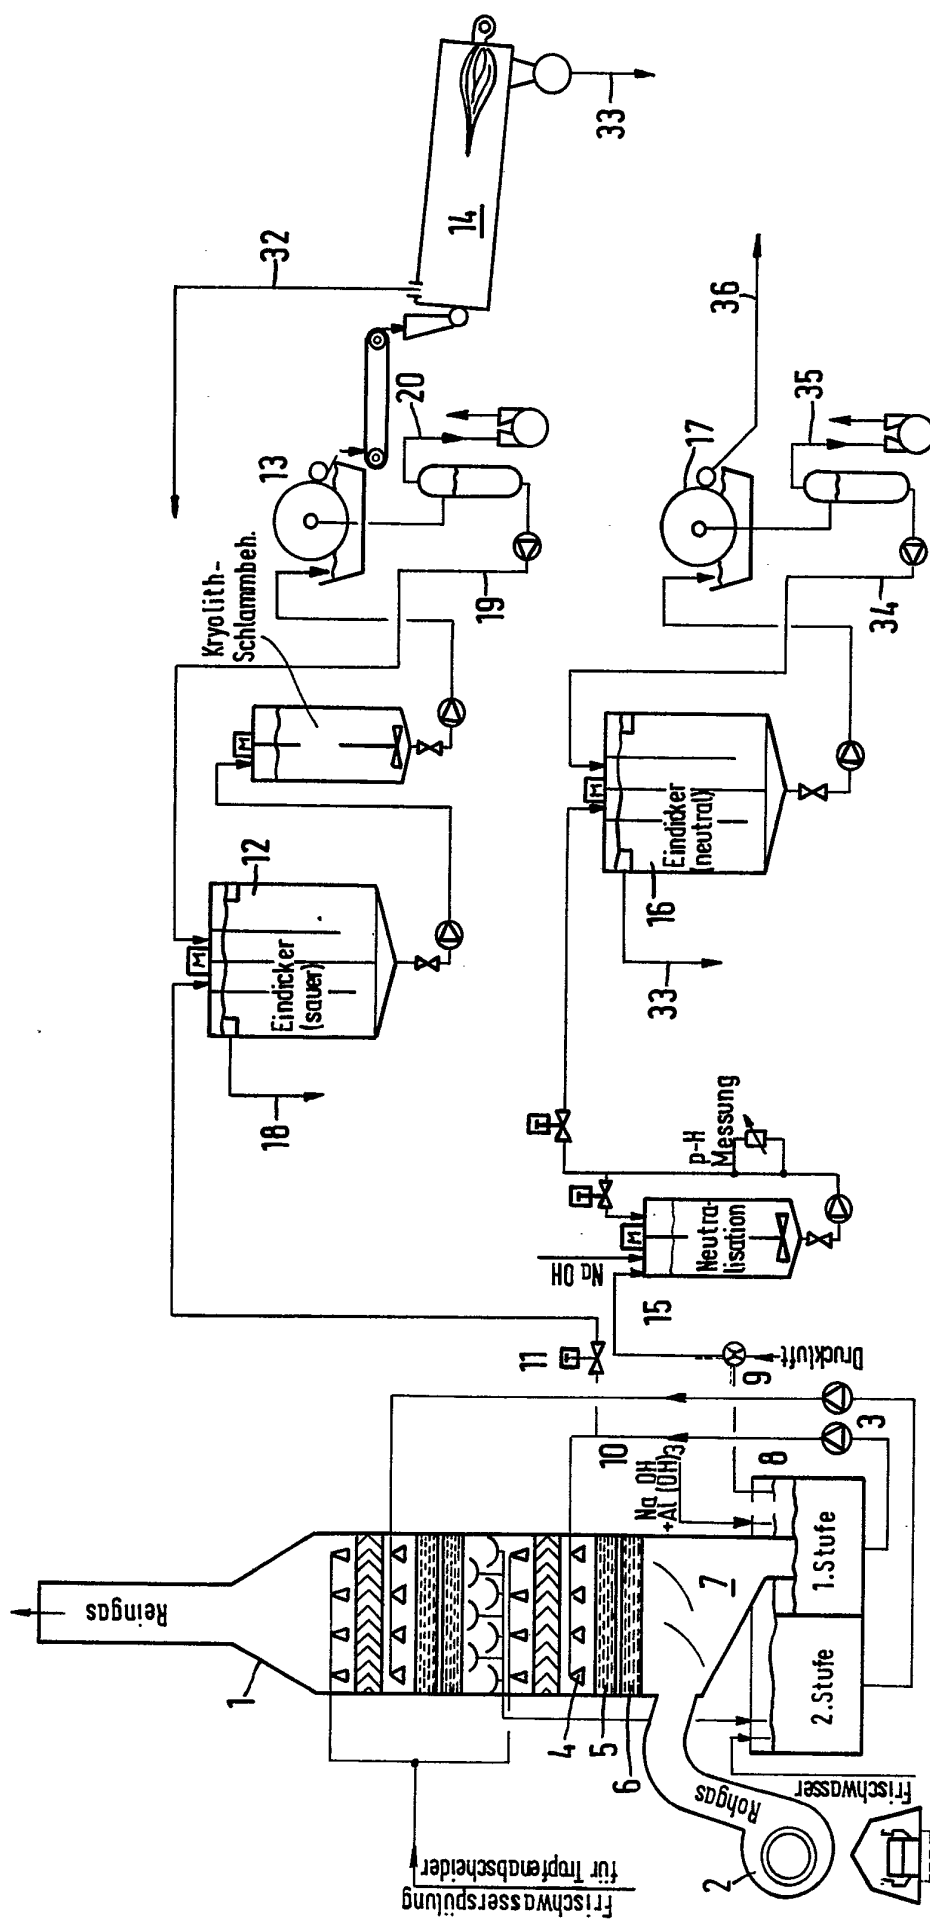 Reingas
1
Frischwasserspülung
für Tropfenabscheider
4
5
6
7
Rohgas
2
Frischwasser
2.Stufe
1.Stufe
Na OH
+Al (OH)3
8
3
9
10
11
Druckluft
15
Na OH
M
Neutra-
lisation
p-H
Messung
18
12
M
Eindicker
(sauer)
33
16
M
Eindicker
(neutral)
M
Kryolith-
Schlammbeh.
13
19
20
32
14
33
17
34
35
36